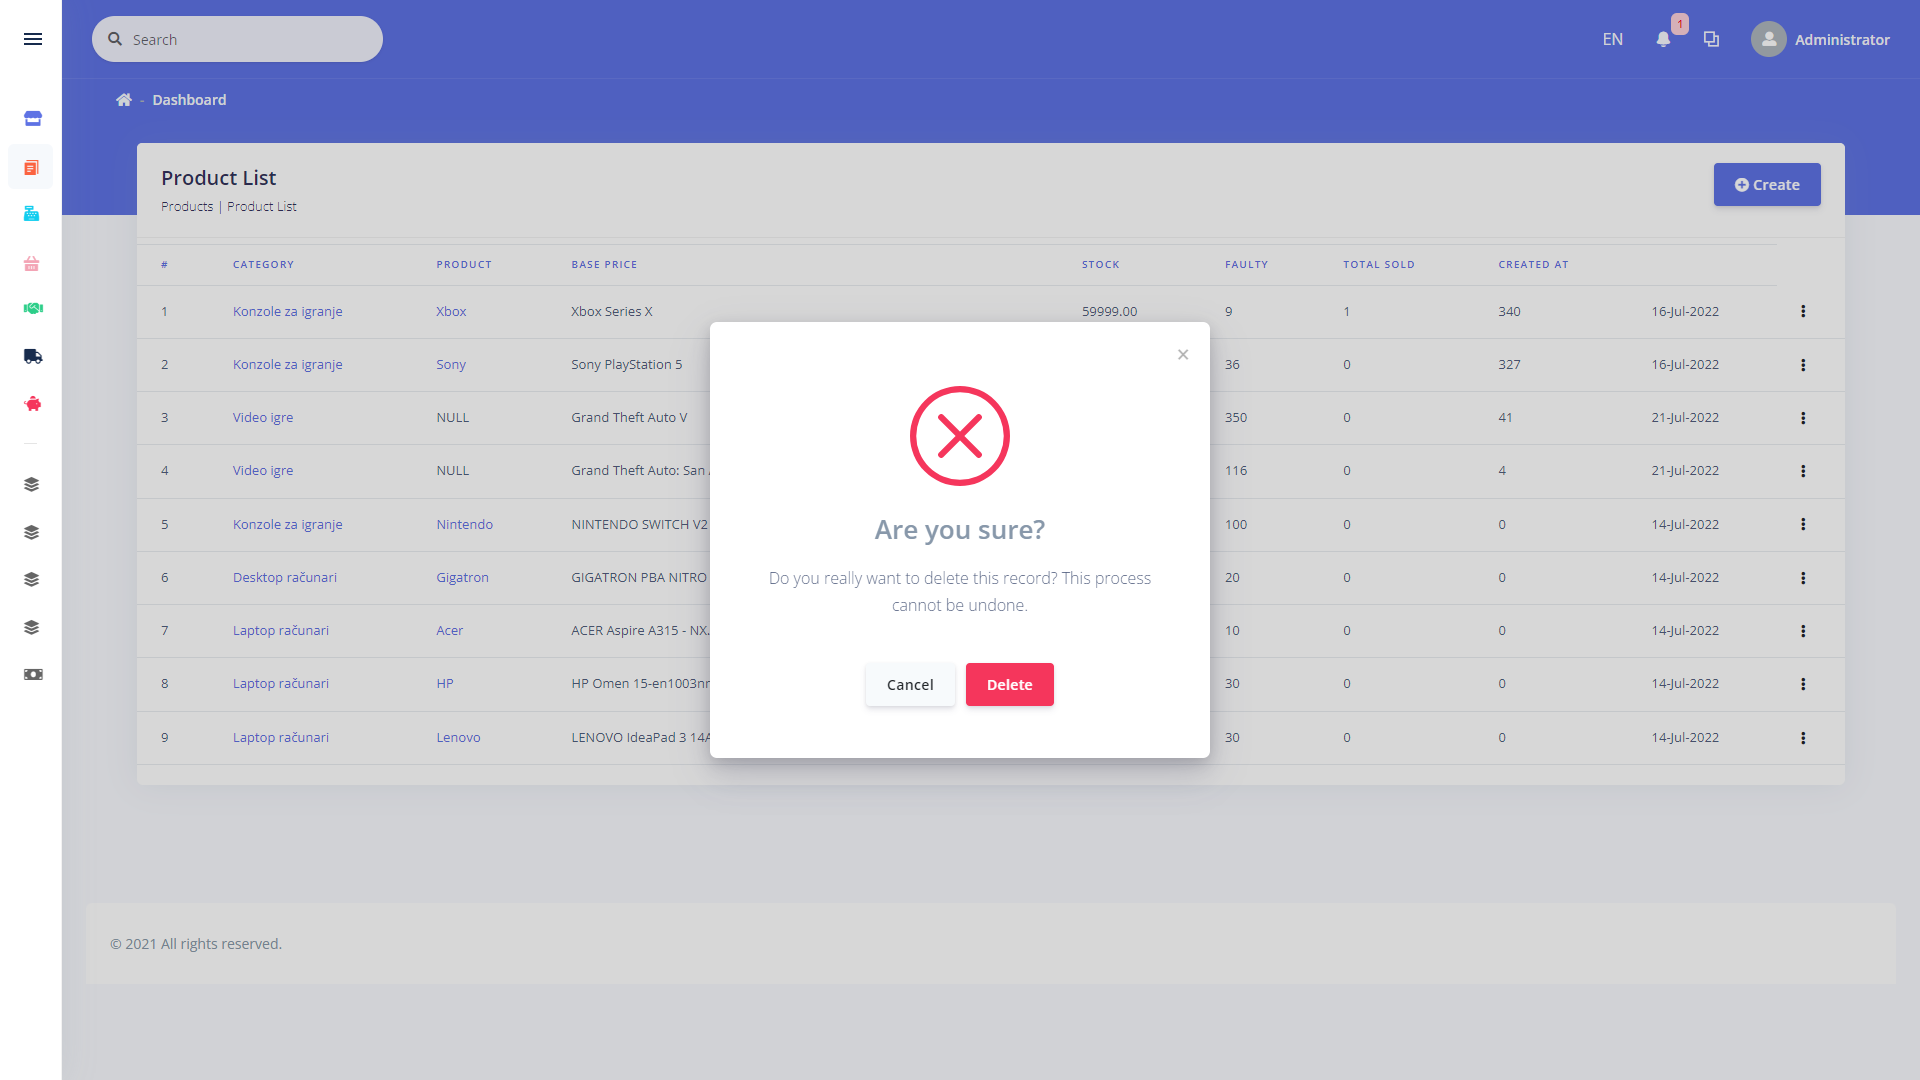 Search
EN
1
Administrator
- Dashboard
Product List
Products | Product List
Create
# CATEGORY PRODUCT BASE PRICE STOCK FAULTY TOTAL SOLD CREATED AT
1 Konzole za igranje Xbox Xbox Series X 59999.00 9 1 340 16-Jul-2022
2 Konzole za igranje Sony Sony PlayStation 5 36 0 327 16-Jul-2022
3 Video igre NULL Grand Theft Auto V 350 0 41 21-Jul-2022
4 Video igre NULL Grand Theft Auto: San 116 0 4 21-Jul-2022
5 Konzole za igranje Nintendo NINTENDO SWITCH V2 100 0 0 14-Jul-2022
6 Desktop računari Gigatron GIGATRON PBA NITRO 20 0 0 14-Jul-2022
7 Laptop računari Acer ACER Aspire A315 - NX. 10 0 0 14-Jul-2022
8 Laptop računari HP HP Omen 15-en1003n 30 0 0 14-Jul-2022
9 Laptop računari Lenovo LENOVO IdeaPad 3 14A 30 0 0 14-Jul-2022
×
Are you sure?
Do you really want to delete this record? This process
cannot be undone.
Cancel
Delete
© 2021 All rights reserved.